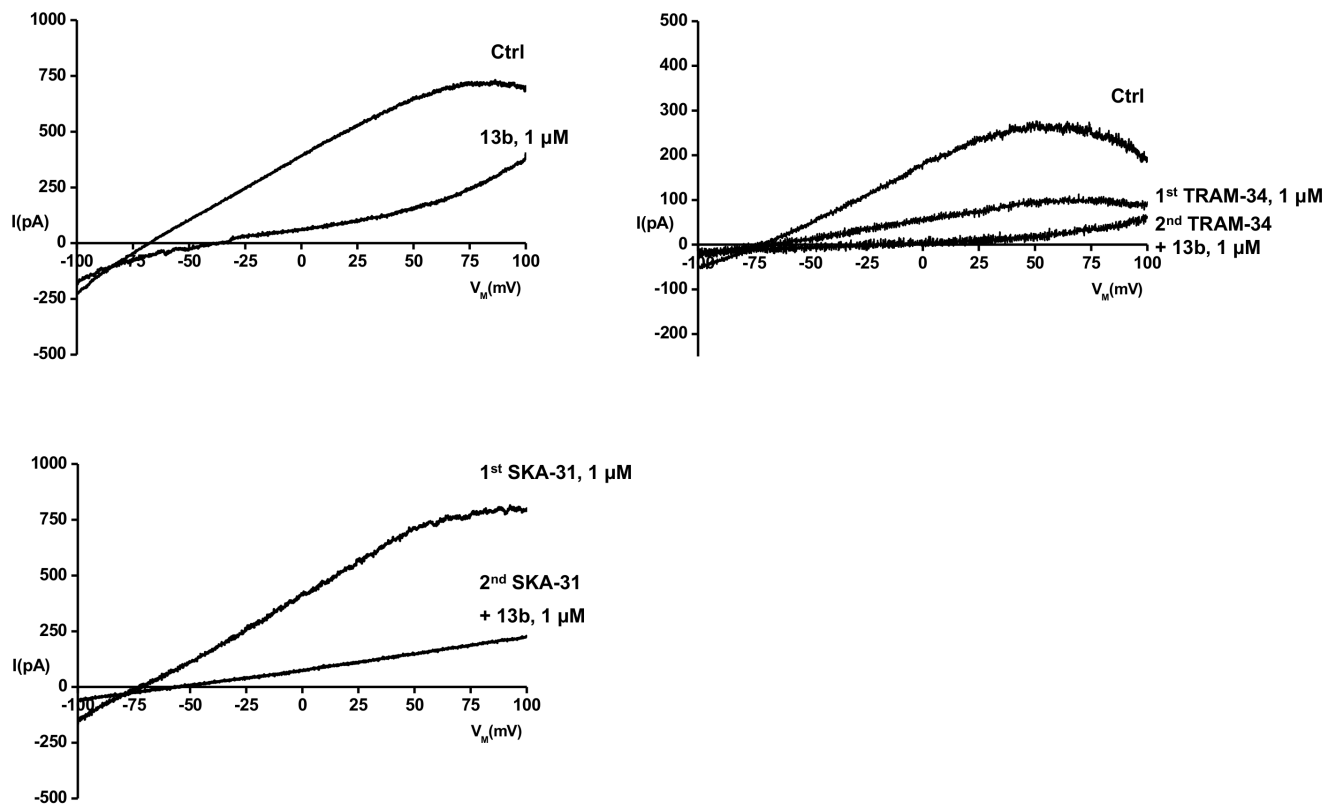 1000
Ctrl
750
500
13b, 1 µM
250
I(pA)
0
-100 -75 -50 -25 0 25 50 75 100
V_M(mV)
-250
-500
500
400
Ctrl
300
200
1st TRAM-34, 1 µM
100
2nd TRAM-34
I(pA)
+ 13b, 1 µM
0
-100 -75 -50 -25 0 25 50 75 100
V_M(mV)
-100
-200
1000
1st SKA-31, 1 µM
750
500
2nd SKA-31
+ 13b, 1 µM
250
I(pA)
0
-100 -75 -50 -25 0 25 50 75 100
V_M(mV)
-250
-500